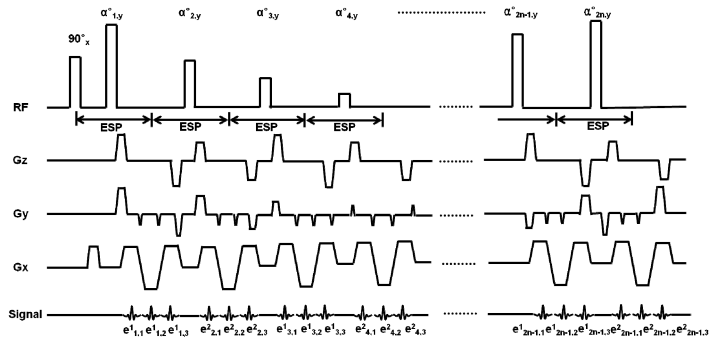 α°1,y α°2,y α°3,y α°4,y α°2n-1,y α°2n,y
90°x
RF
ESP ESP ESP ESP ESP
Gz
Gy
Gx
Signal
e¹1,1 e¹1,2 e¹1,3 e²2,1 e²2,2 e²2,3 e¹3,1 e¹3,2 e¹3,3 e²4,1 e²4,2 e²4,3 e¹2n-1,1 e¹2n-1,2 e¹2n-1,3 e²2n-1,1 e²2n-1,2 e²2n-1,3